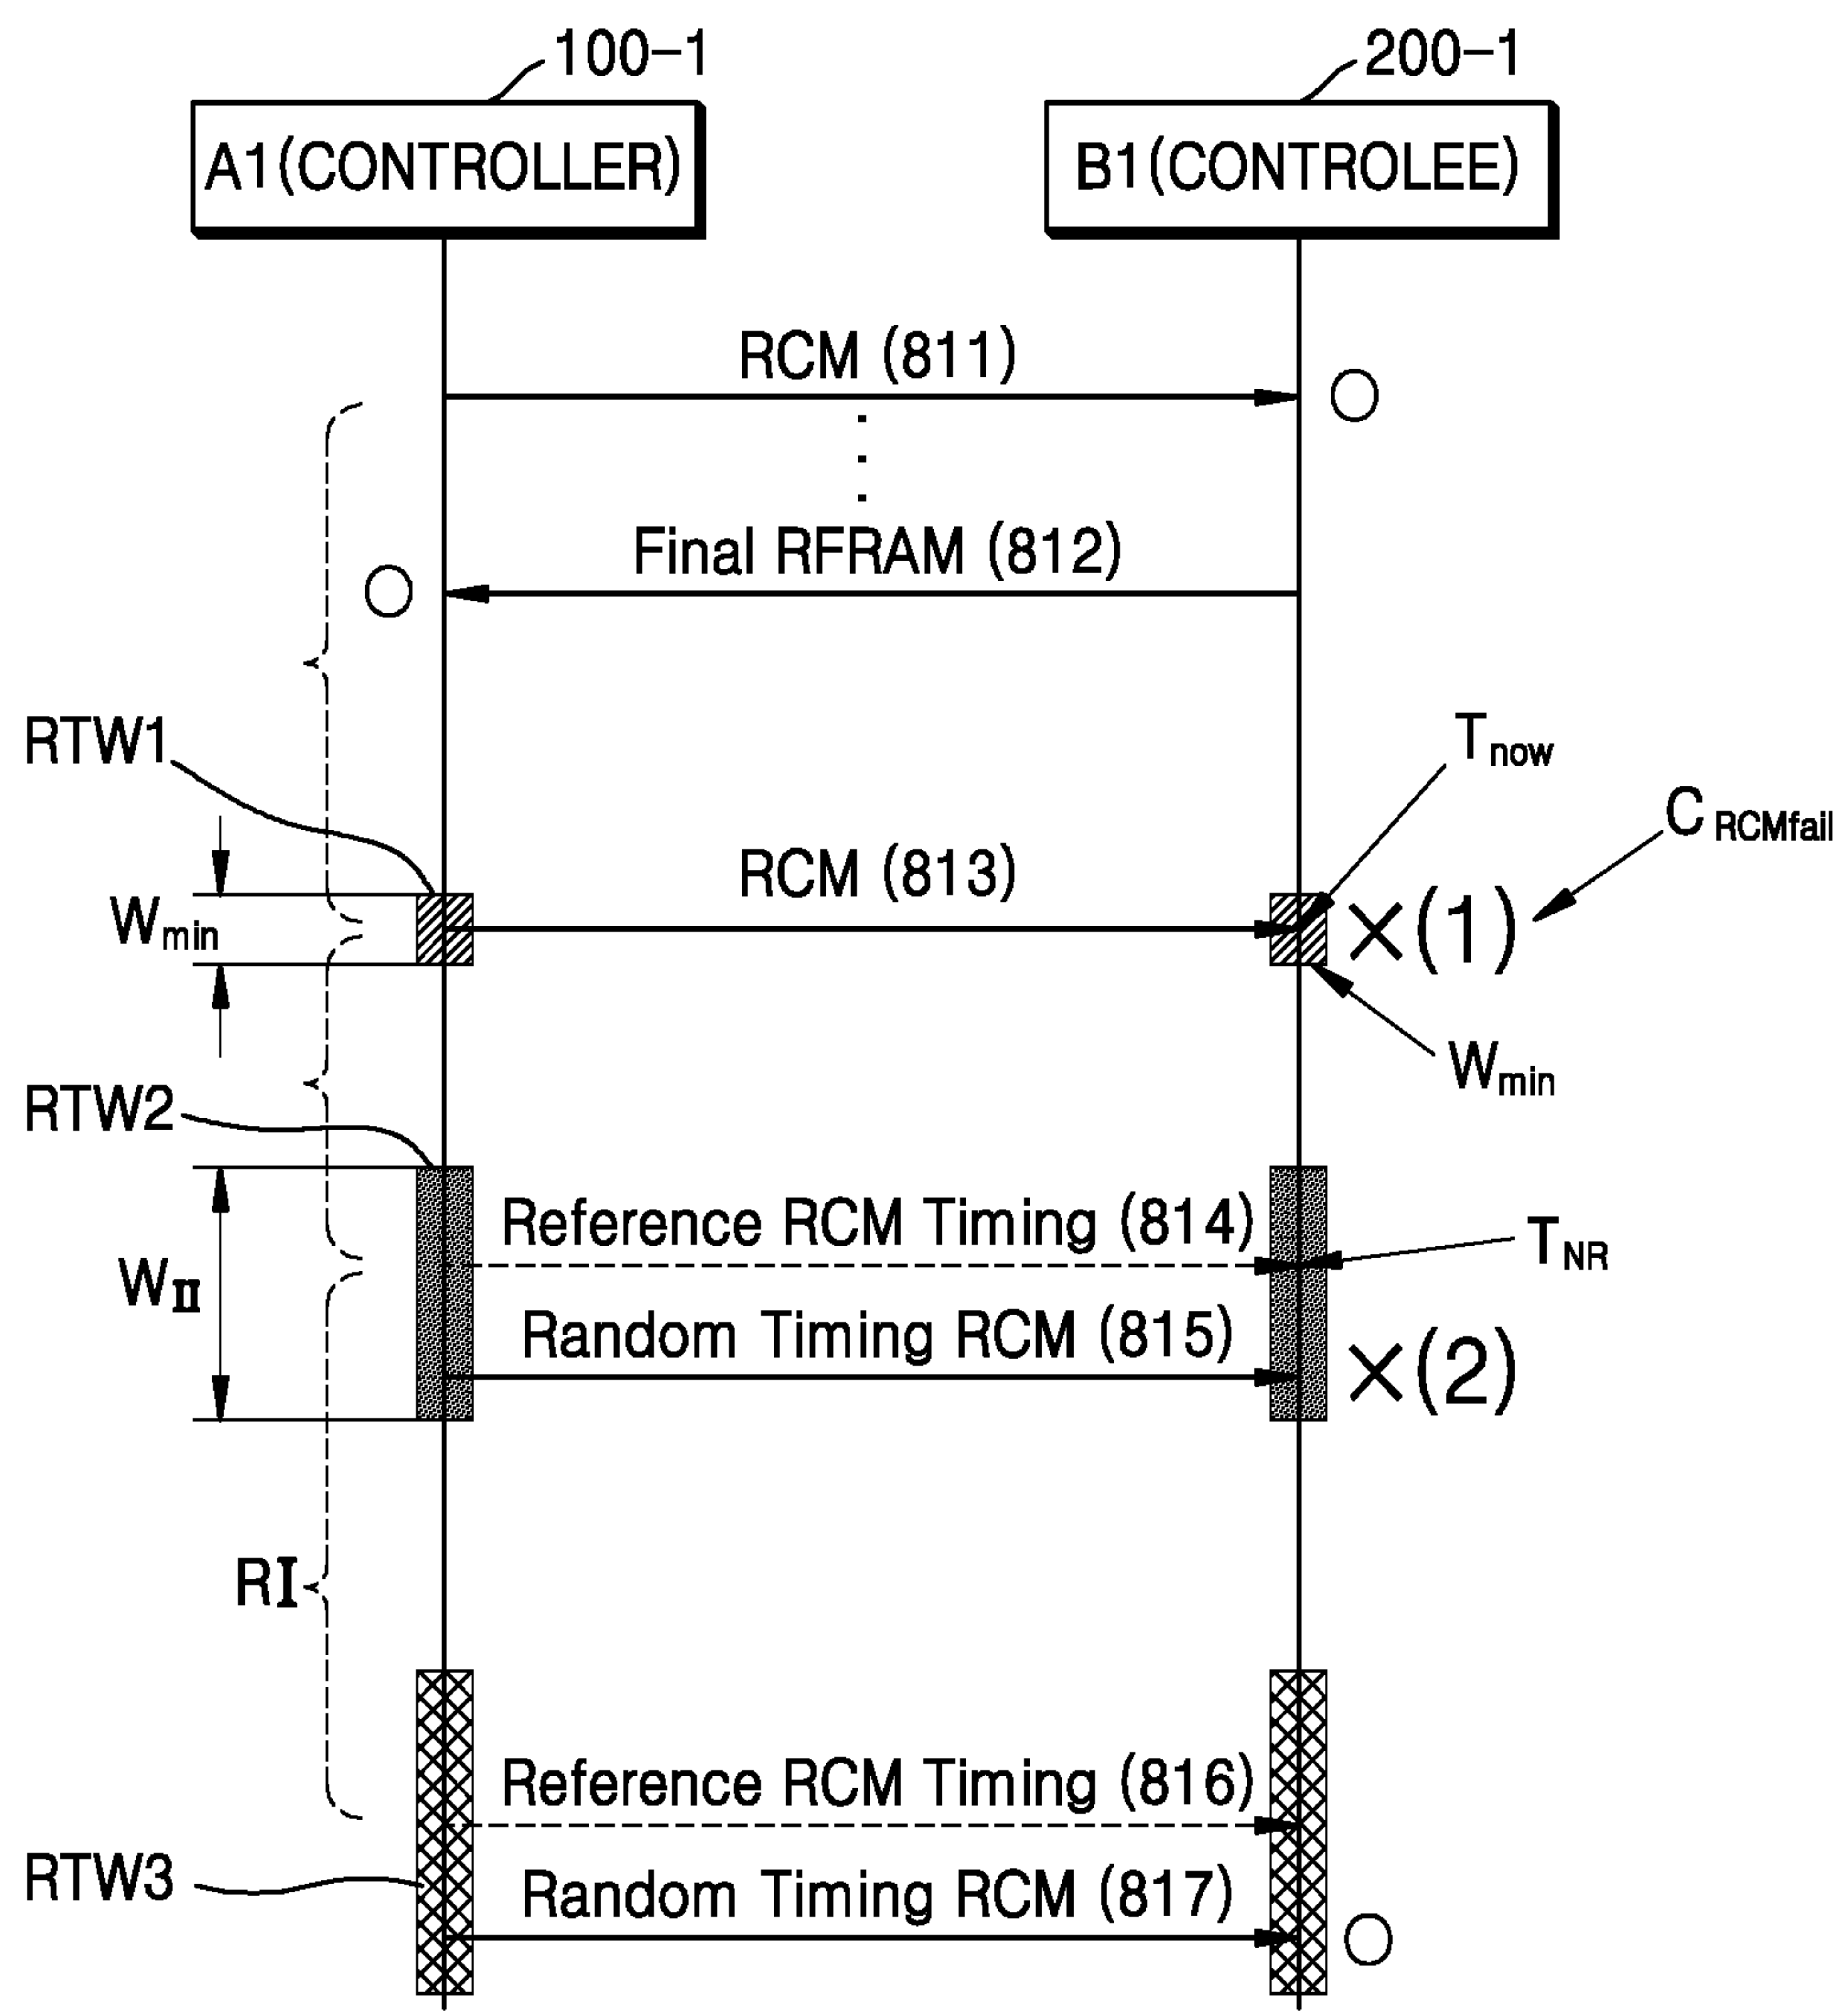 100-1
200-1
A1(CONTROLLER)
B1(CONTROLEE)
RCM (811)
Final RFRAM (812)
RTW1
Tnow
CRCMfail
RCM (813)
Wmin
×(1)
Wmin
RTW2
Reference RCM Timing (814)
TNR
WII
Random Timing RCM (815)
×(2)
RI
Reference RCM Timing (816)
RTW3
Random Timing RCM (817)